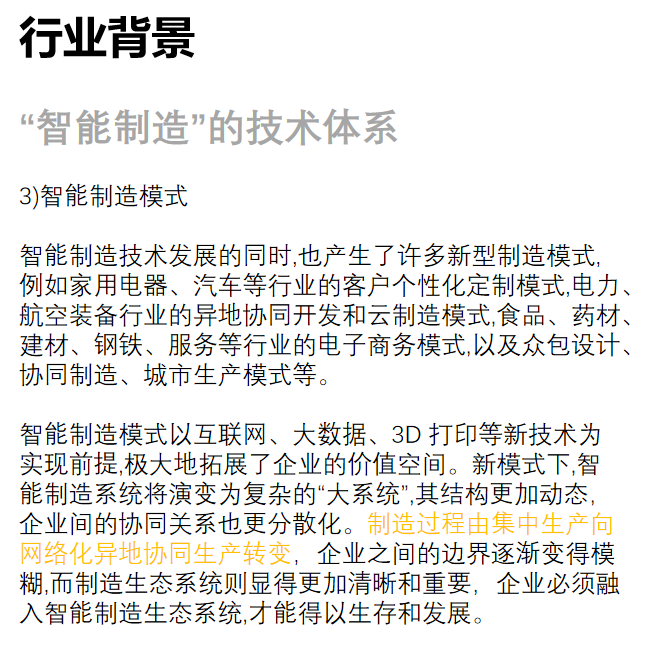 行业背景
“智能制造”的技术体系
3)智能制造模式
智能制造技术发展的同时,也产生了许多新型制造模式,
例如家用电器、汽车等行业的客户个性化定制模式,电力、
航空装备行业的异地协同开发和云制造模式,食品、药材、
建材、钢铁、服务等行业的电子商务模式,以及众包设计、
协同制造、城市生产模式等。
智能制造模式以互联网、大数据、3D 打印等新技术为
实现前提,极大地拓展了企业的价值空间。新模式下,智
能制造系统将演变为复杂的“大系统”,其结构更加动态,
企业间的协同关系也更分散化。制造过程由集中生产向
网络化异地协同生产转变，企业之间的边界逐渐变得模
糊,而制造生态系统则显得更加清晰和重要，企业必须融
入智能制造生态系统,才能得以生存和发展。